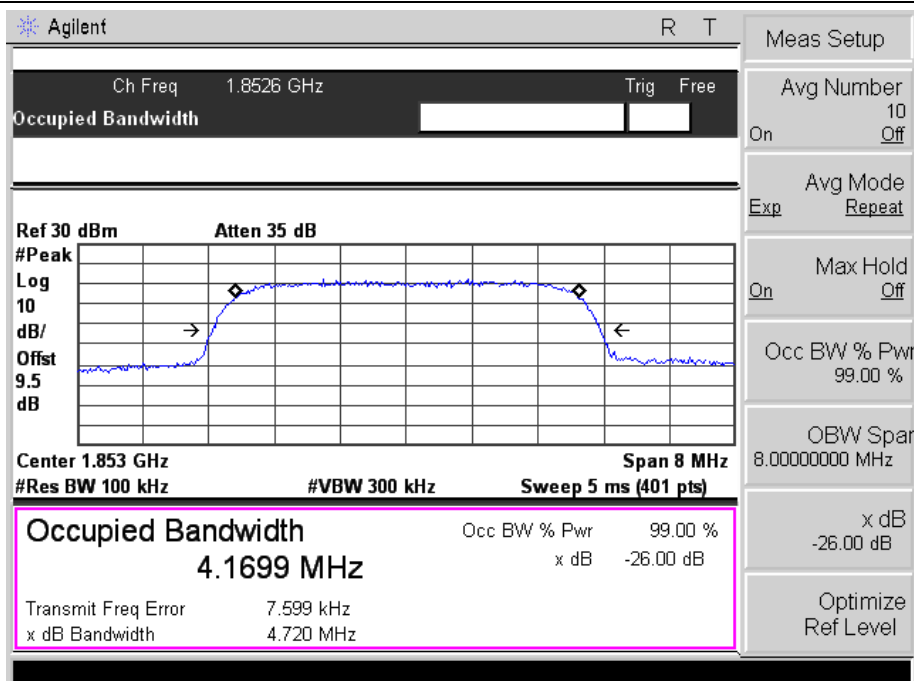 Agilent R T
Ch Freq 1.8526 GHz Trig Free
Occupied Bandwidth
Ref 30 dBm Atten 35 dB
#Peak
Log
10
dB/
Offst
9.5
dB
Center 1.853 GHz Span 8 MHz
#Res BW 100 kHz #VBW 300 kHz Sweep 5 ms (401 pts)
Occupied Bandwidth
4.1699 MHz
Occ BW % Pwr 99.00 %
x dB -26.00 dB
Transmit Freq Error 7.599 kHz
x dB Bandwidth 4.720 MHz
Meas Setup
Avg Number
10
On Off
Avg Mode
Exp Repeat
Max Hold
On Off
Occ BW % Pwr
99.00 %
OBW Span
8.00000000 MHz
x dB
-26.00 dB
Optimize
Ref Level